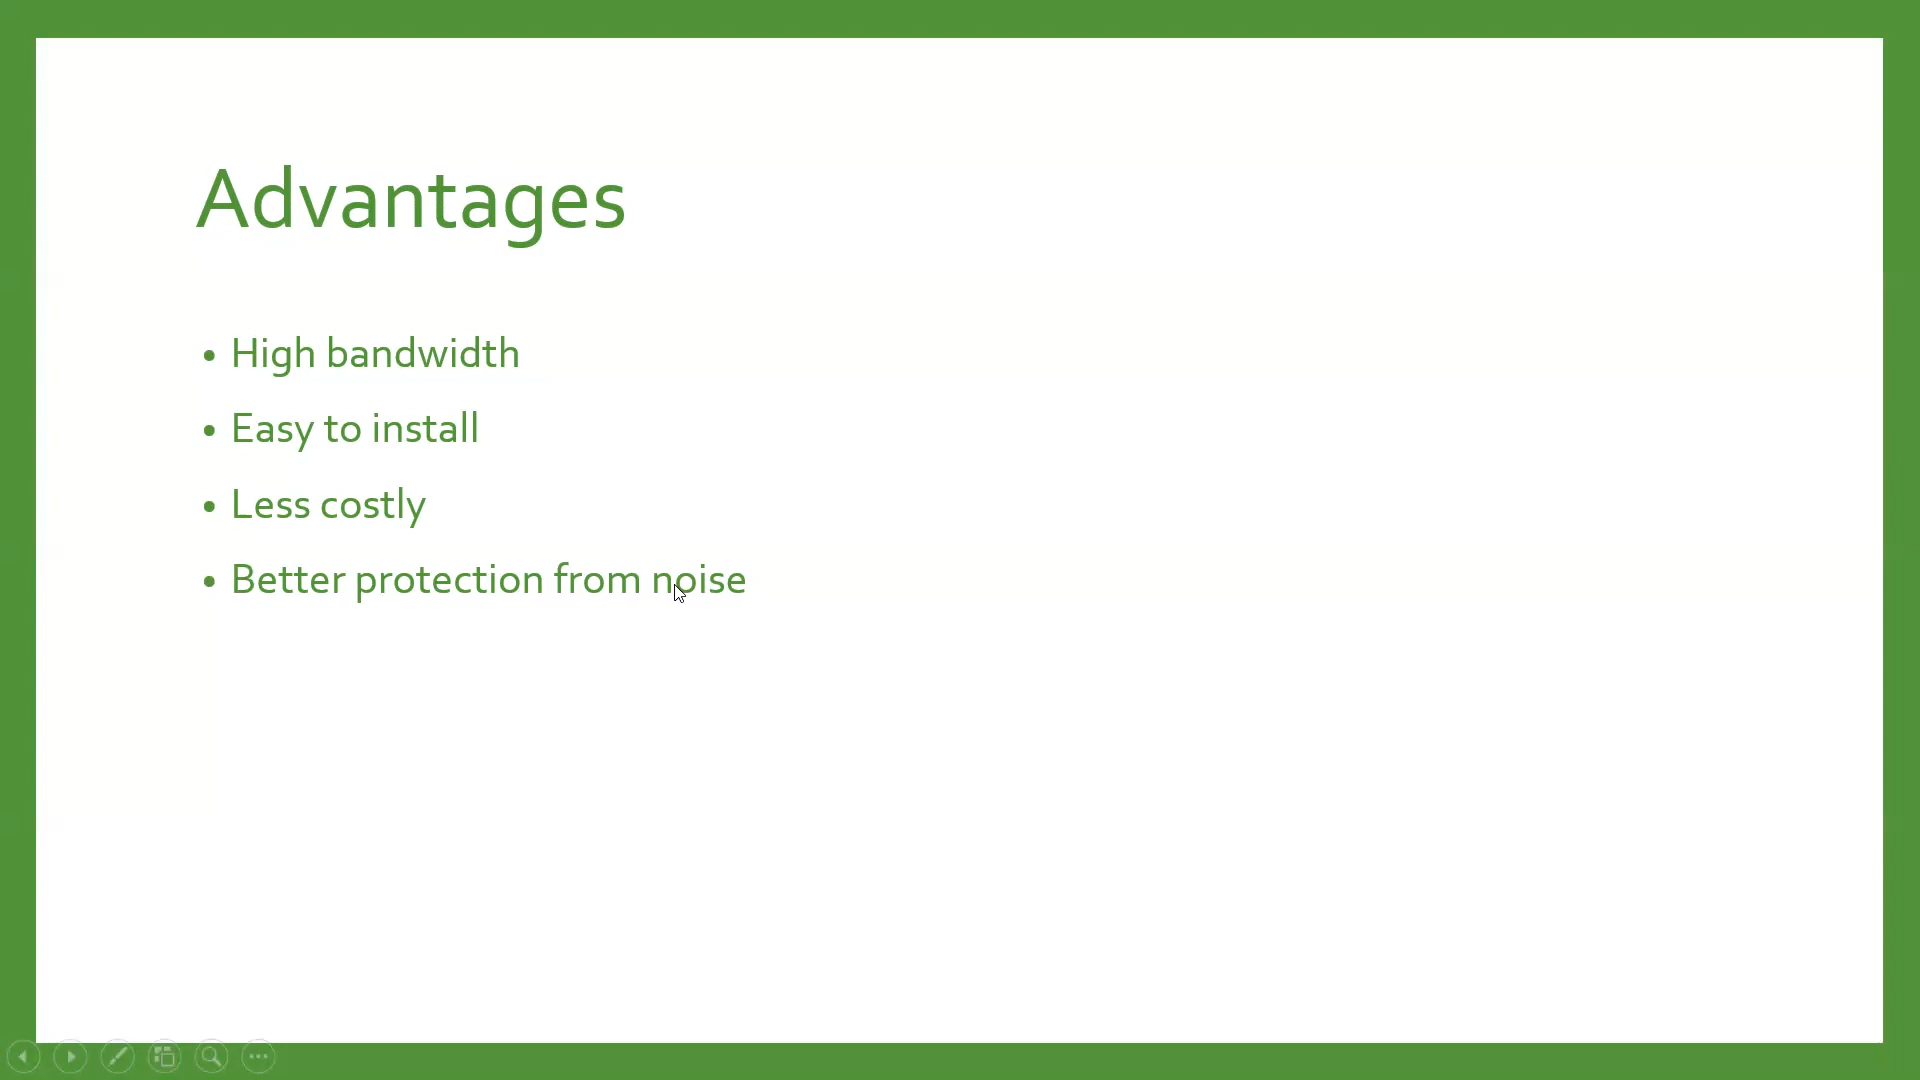 Advantages
• High bandwidth
• Easy to install
• Less costly
• Better protection from noise